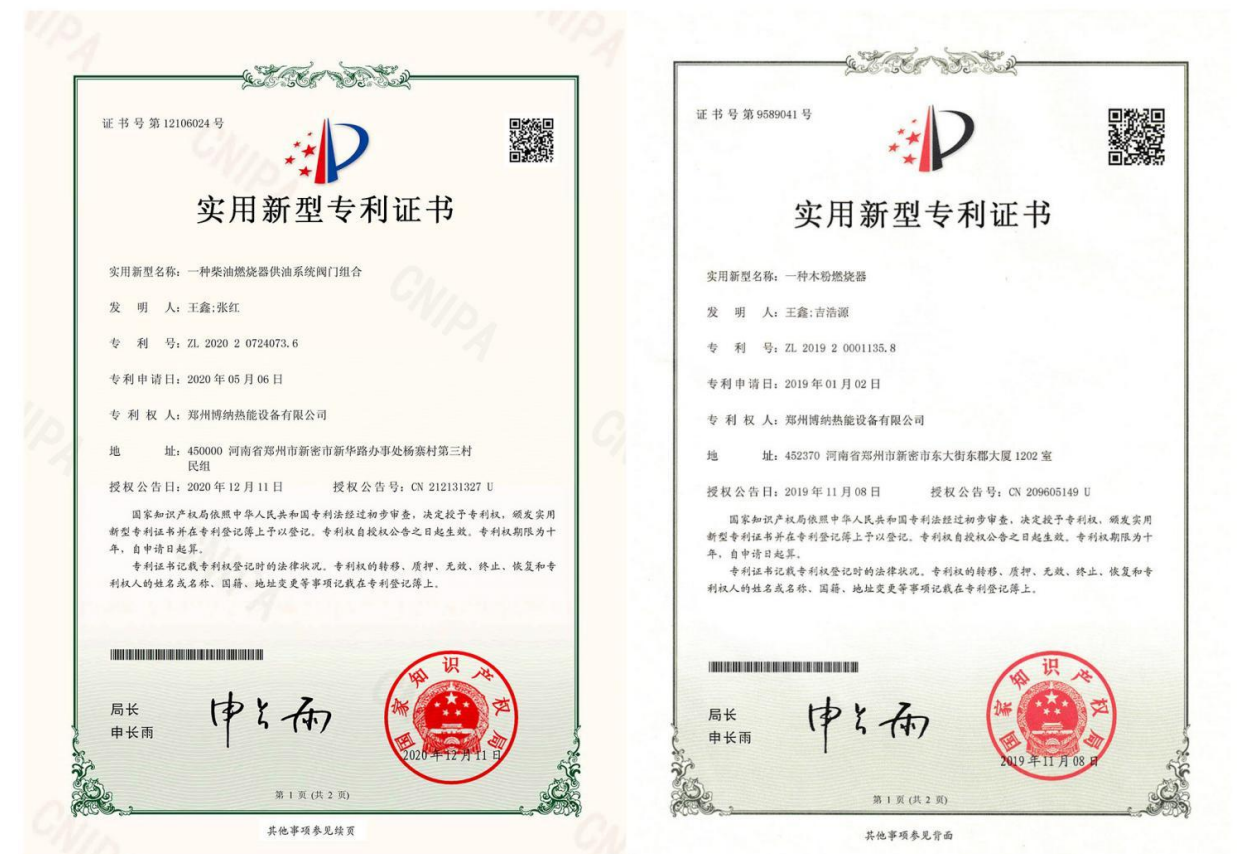 证书号第12106024号
实用新型专利证书
实用新型名称：一种柴油燃烧器供油系统阀门组合
发 明 人：王鑫;张红
专 利 号：ZL 2020 2 0724073.6
专利申请日：2020年05月06日
专 利 权 人：郑州博纳热能设备有限公司
地 址：450000 河南省郑州市新密市新华路办事处杨寨村第三村
民组
授权公告日：2020年12月11日 授权公告号：CN 212131327 U
国家知识产权局依照中华人民共和国专利法经过初步审查，决定授予专利权，颁发实用
新型专利证书并在专利登记簿上予以登记。专利权自授权公告之日起生效。专利权期限为十
年，自申请日起算。
专利证书记载专利权登记时的法律状况。专利权的转移、质押、无效、终止、恢复和专
利权人的姓名或名称、国籍、地址变更等事项记载在专利登记簿上。
局长
申长雨
申长雨
国家知识产权局
2020年12月11日
第 1 页 (共 2 页)
其他事项参见续页
CNIPA
CNIPA
CNIPA
证书号第9589041号
实用新型专利证书
实用新型名称：一种木粉燃烧器
发 明 人：王鑫;吉浩源
专 利 号：ZL 2019 2 0001135.8
专利申请日：2019年01月02日
专 利 权 人：郑州博纳热能设备有限公司
地 址：452370 河南省郑州市新密市东大街东郡大厦1202室
授权公告日：2019年11月08日 授权公告号：CN 209605149 U
国家知识产权局依照中华人民共和国专利法经过初步审查，决定授予专利权，颁发实用
新型专利证书并在专利登记簿上予以登记。专利权自授权公告之日起生效。专利权期限为十
年，自申请日起算。
专利证书记载专利权登记时的法律状况。专利权的转移、质押、无效、终止、恢复和专
利权人的姓名或名称、国籍、地址变更等事项记载在专利登记簿上。
局长
申长雨
申长雨
国家知识产权局
2019年11月08日
第 1 页 (共 2 页)
其他事项参见背面